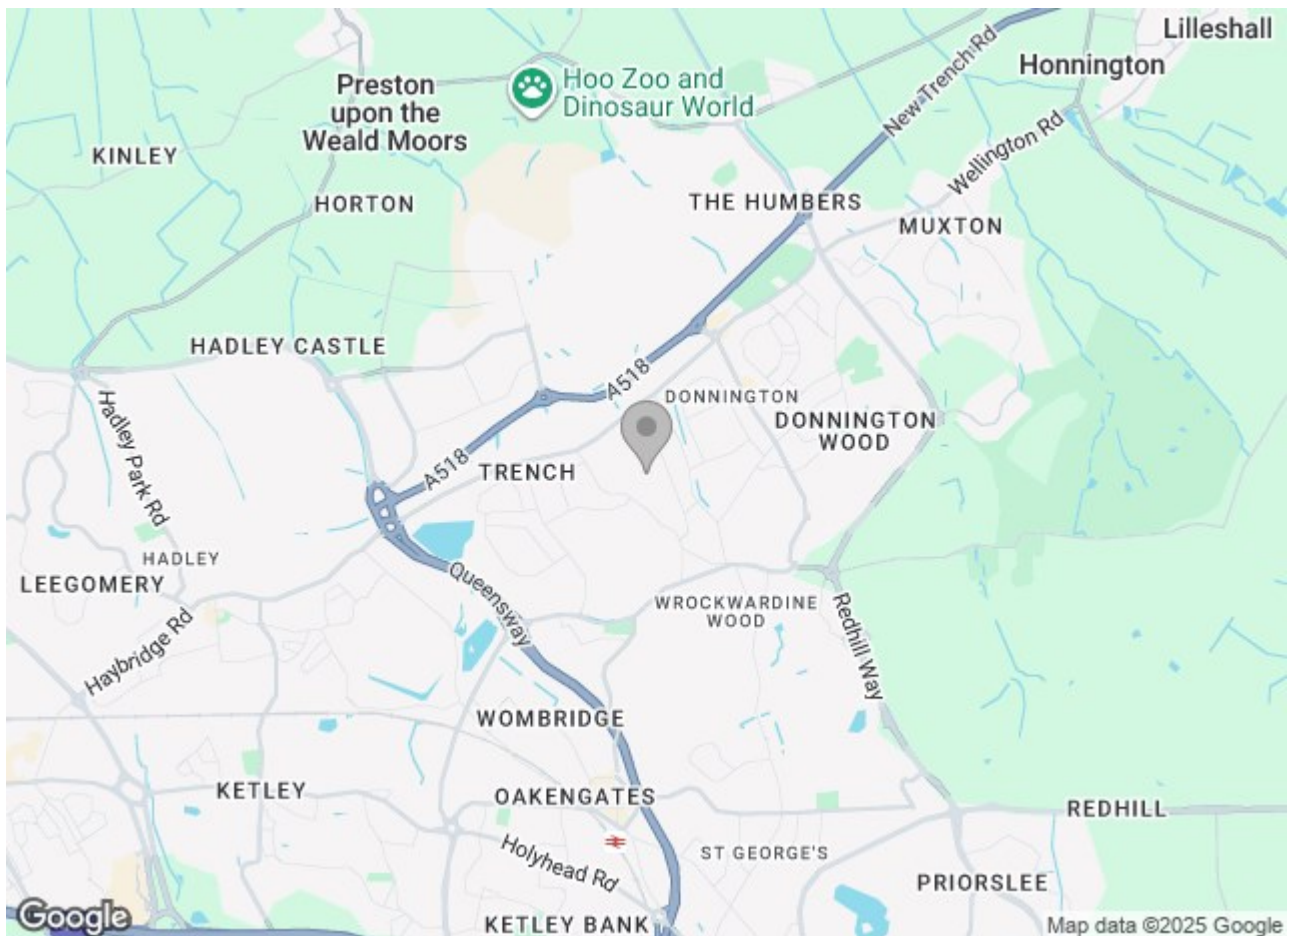 Lilleshall
Honnington
New Trench Rd
Preston
upon the
Weald Moors
Hoo Zoo and
Dinosaur World
Wellington Rd
KINLEY
HORTON
THE HUMBERS
MUXTON
HADLEY CASTLE
A518
DONNINGTON
DONNINGTON
WOOD
Hadley Park Rd
A518
TRENCH
HADLEY
LEEGOMERY
Queensway
WROCKWARDINE
WOOD
Redhill Way
Haybridge Rd
WOMBRIDGE
KETLEY
OAKENGATES
REDHILL
Holyhead Rd
ST GEORGE'S
PRIORSLEE
KETLEY BANK
Google
Map data ©2025 Google